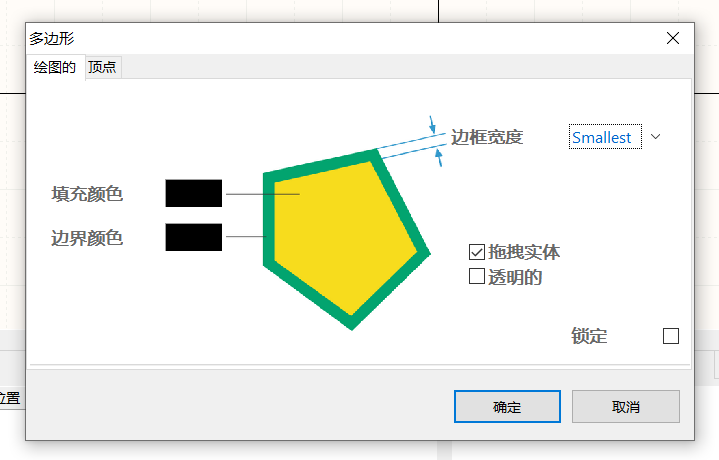 多边形
绘图的 顶点
边框宽度 Smallest
填充颜色
边界颜色
拖拽实体
透明的
锁定
位置
确定 取消